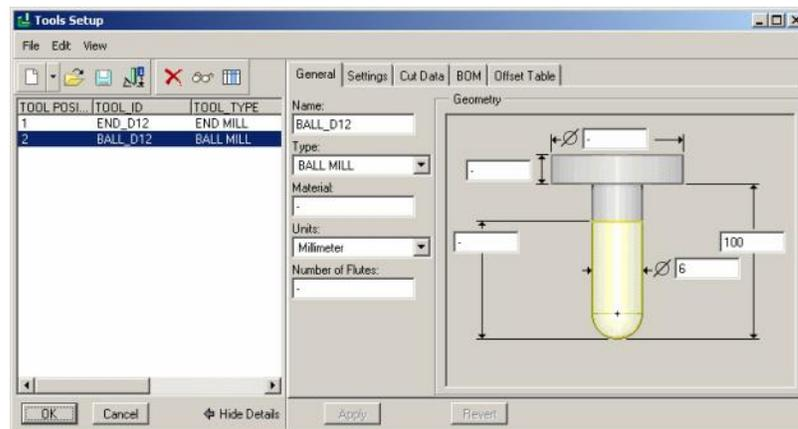 Tools Setup
File Edit View
General Settings Cut Data BOM Offset Table
TOOL POSI... TOOL_ID TOOL_TYPE
1 END_D12 END MILL
2 BALL_D12 BALL MILL
Name:
BALL_D12
Type:
BALL MILL
Material:
-
Units:
Millimeter
Number of Flutes:
-
Geometry
Ø -
-
-
100
Ø 6
OK Cancel Hide Details Apply Revert